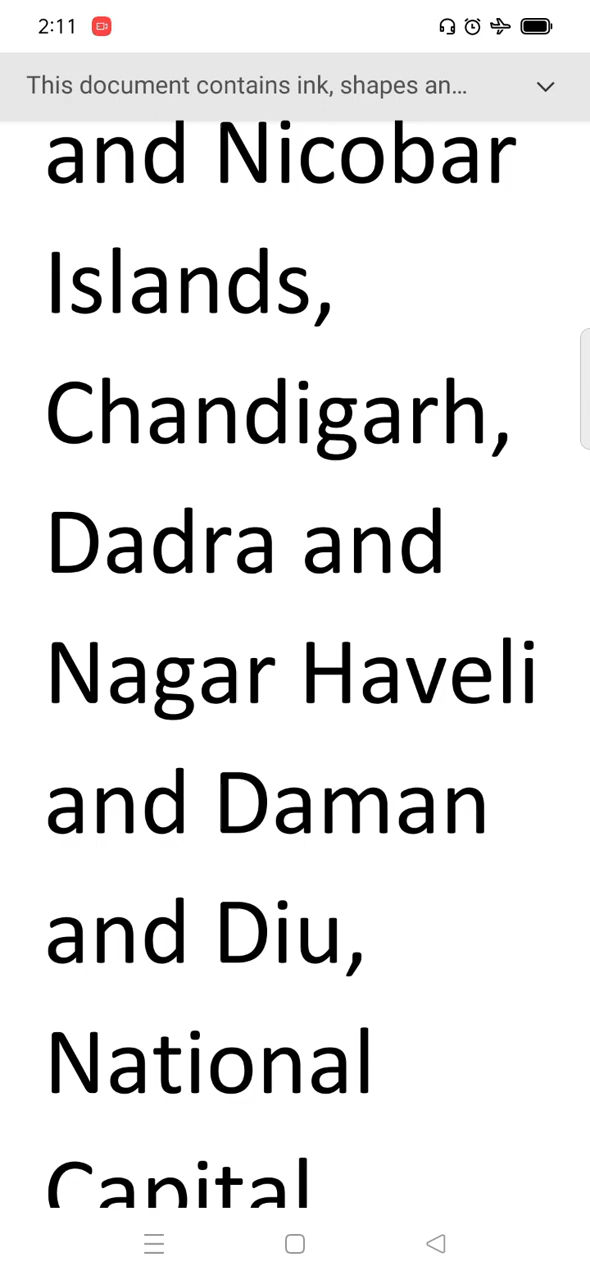 2:11
This document contains ink, shapes an...
and Nicobar
Islands,
Chandigarh,
Dadra and
Nagar Haveli
and Daman
and Diu,
National
Capital